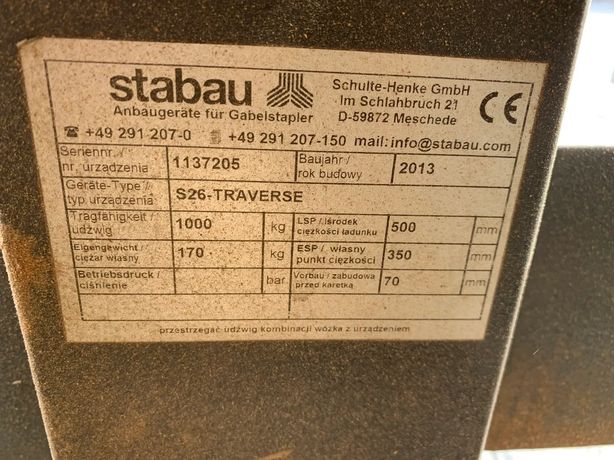 stabau
Anbaugeräte für Gabelstapler
Schulte-Henke GmbH
Im Schlahbruch 21
D-59872 Meschede
CE
+49 291 207-0 +49 291 207-150 mail: info@stabau.com
Seriennr. / nr. urządzenia 1137205 Baujahr / rok budowy 2013
Geräte-Type / typ urządzenia S26-TRAVERSE
Tragfähigkeit / udźwig 1000 kg LSP / środek ciężkości ładunku 500 mm
Eigengewicht / ciężar własny 170 kg ESP / własny punkt ciężkości 350 mm
Betriebsdruck / ciśnienie bar Vorbau / zabudowa przed karetką 70 mm
przestrzegać udźwig kombinacji wózka z urządzeniem